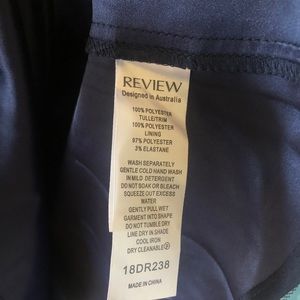 REVIEW
Designed in Australia
100% POLYESTER
TULLE/TRIM
100% POLYESTER
LINING
97% POLYESTER
3% ELASTANE
WASH SEPARATELY
GENTLE COLD HAND WASH
IN MILD DETERGENT
DO NOT SOAK OR BLEACH
SQUEEZE OUT EXCESS
WATER
GENTLY PULL WET
GARMENT INTO SHAPE
DO NOT TUMBLE DRY
LINE DRY IN SHADE
COOL IRON
DRY CLEANABLE Ⓟ
18DR238
MADE IN CHINA